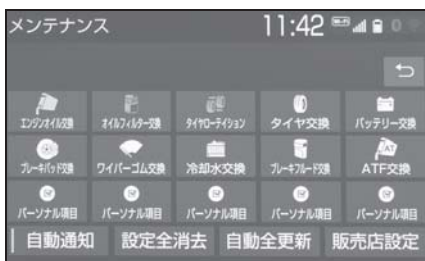 メンテナンス 11:42 Wi-Fi 0
エンジンオイル交換 オイルフィルター交換 タイヤローテイション タイヤ交換 バッテリー交換
ブレーキパッド交換 ワイパーゴム交換 冷却水交換 ブレーキフルード交換 ATF交換
パーソナル項目 パーソナル項目 パーソナル項目 パーソナル項目 パーソナル項目
自動通知 設定全消去 自動全更新 販売店設定